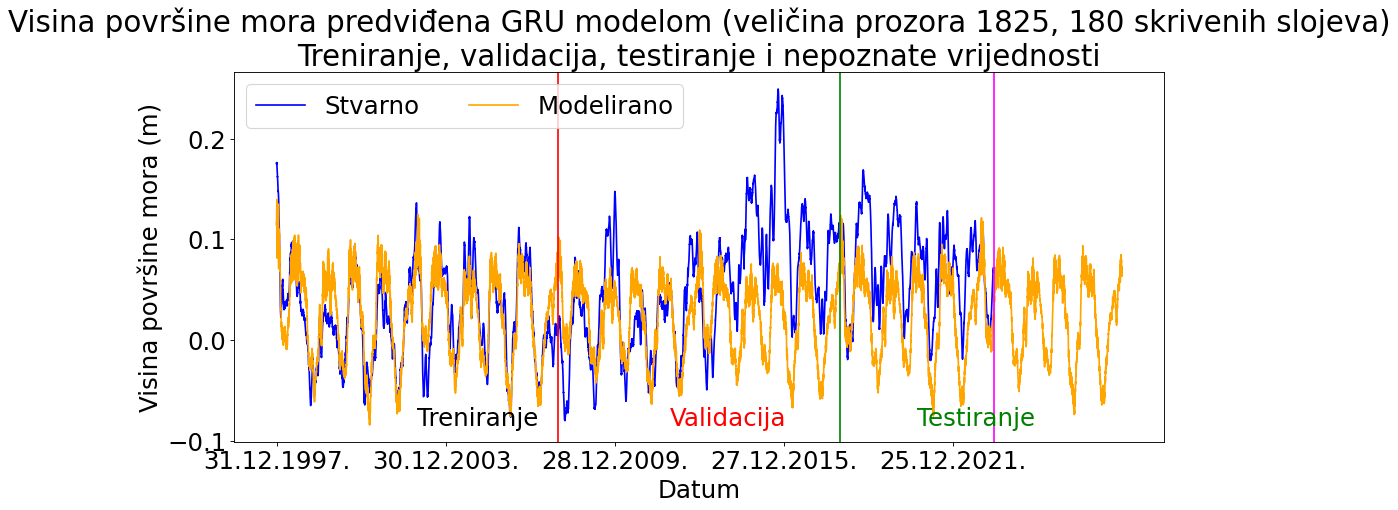 Visina površine mora predviđena GRU modelom (veličina prozora 1825, 180 skrivenih slojeva)
Treniranje, validacija, testiranje i nepoznate vrijednosti
Stvarno Modelirano
Visina površine mora (m)
0.2
0.1
0.0
−0.1
Treniranje Validacija Testiranje
31.12.1997. 30.12.2003. 28.12.2009. 27.12.2015. 25.12.2021.
Datum